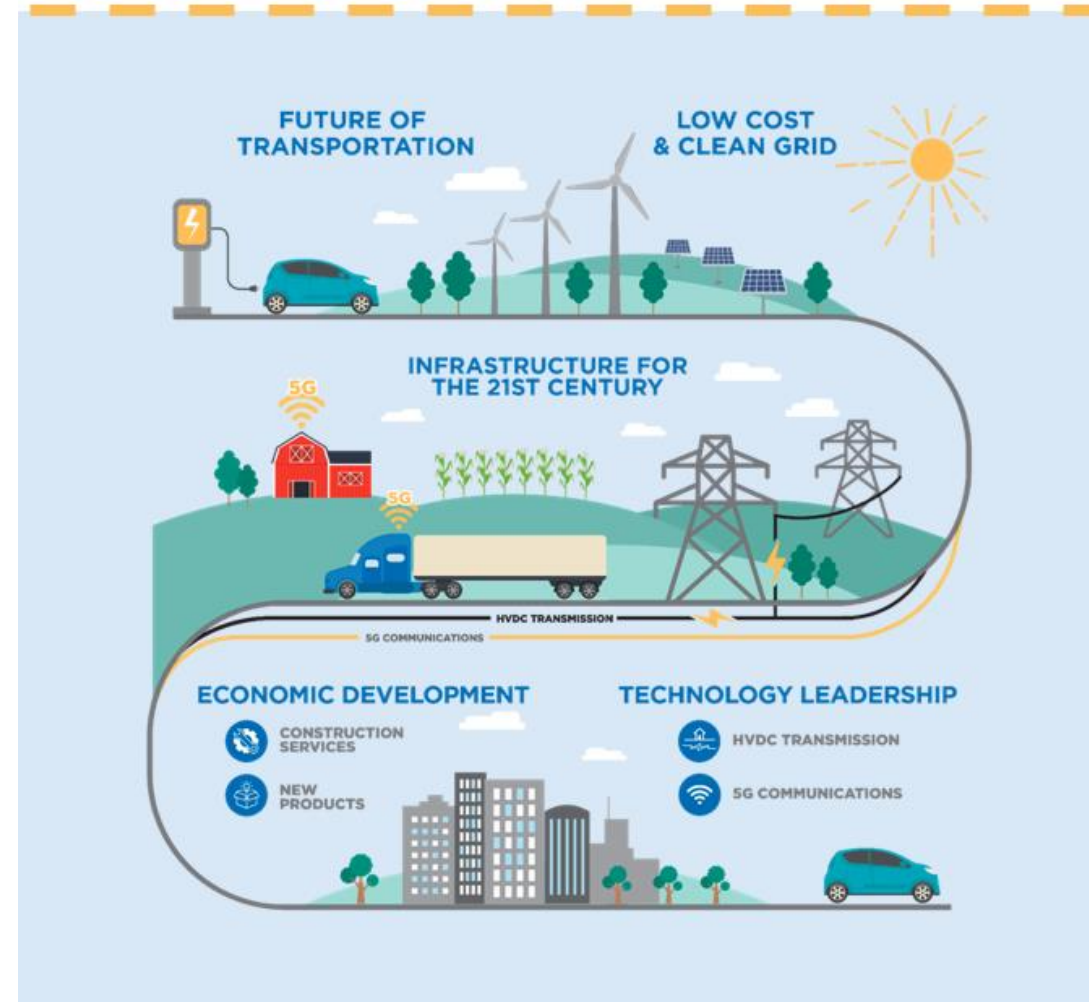 FUTURE OF
TRANSPORTATION
LOW COST
& CLEAN GRID
INFRASTRUCTURE FOR
THE 21ST CENTURY
5G
5G
HVDC TRANSMISSION
5G COMMUNICATIONS
ECONOMIC DEVELOPMENT
CONSTRUCTION
SERVICES
NEW
PRODUCTS
TECHNOLOGY LEADERSHIP
HVDC TRANSMISSION
5G COMMUNICATIONS